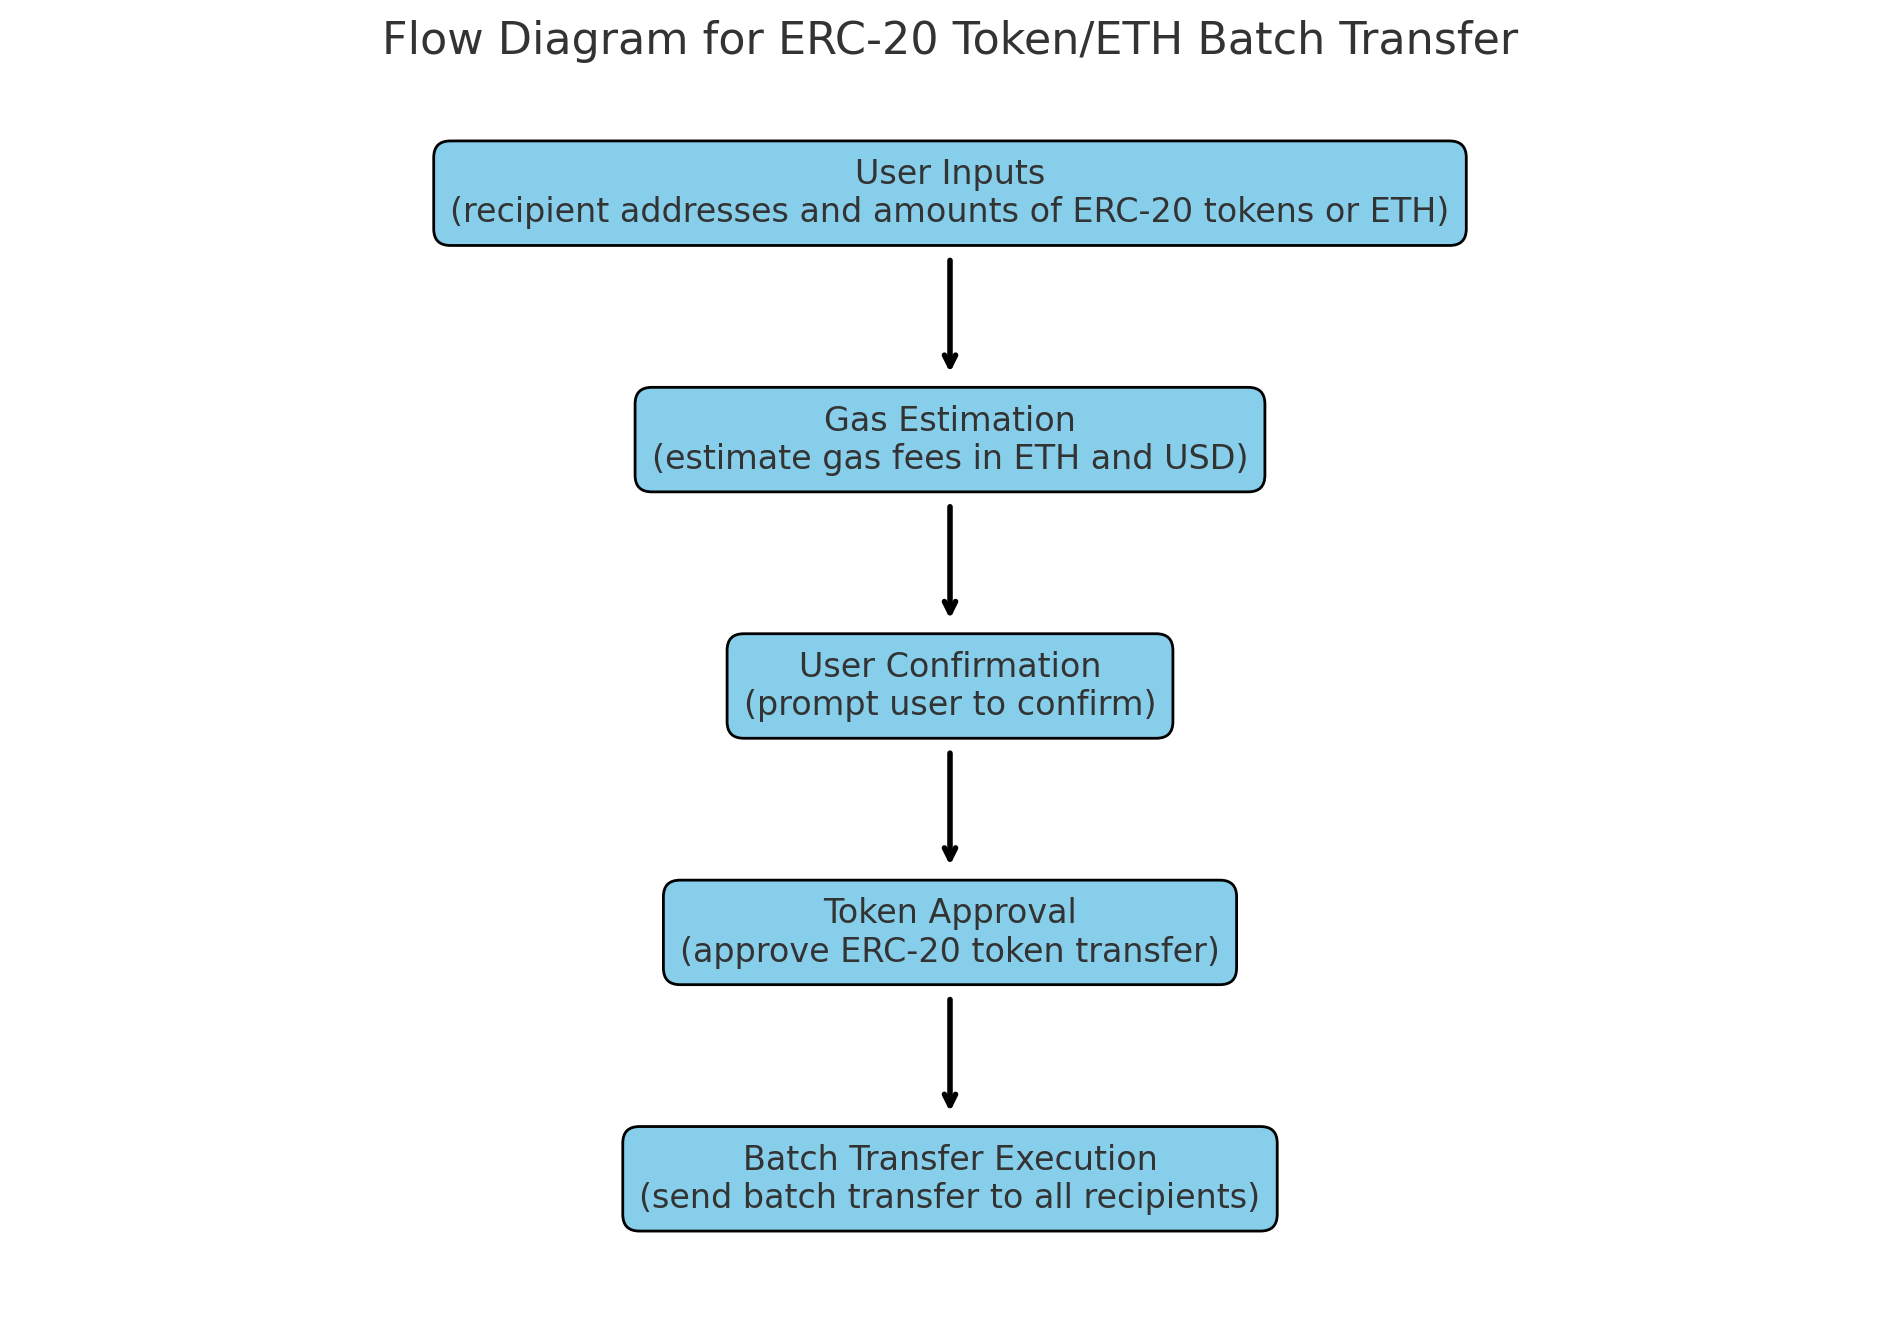 Flow Diagram for ERC-20 Token/ETH Batch Transfer
User Inputs
(recipient addresses and amounts of ERC-20 tokens or ETH)
Gas Estimation
(estimate gas fees in ETH and USD)
User Confirmation
(prompt user to confirm)
Token Approval
(approve ERC-20 token transfer)
Batch Transfer Execution
(send batch transfer to all recipients)